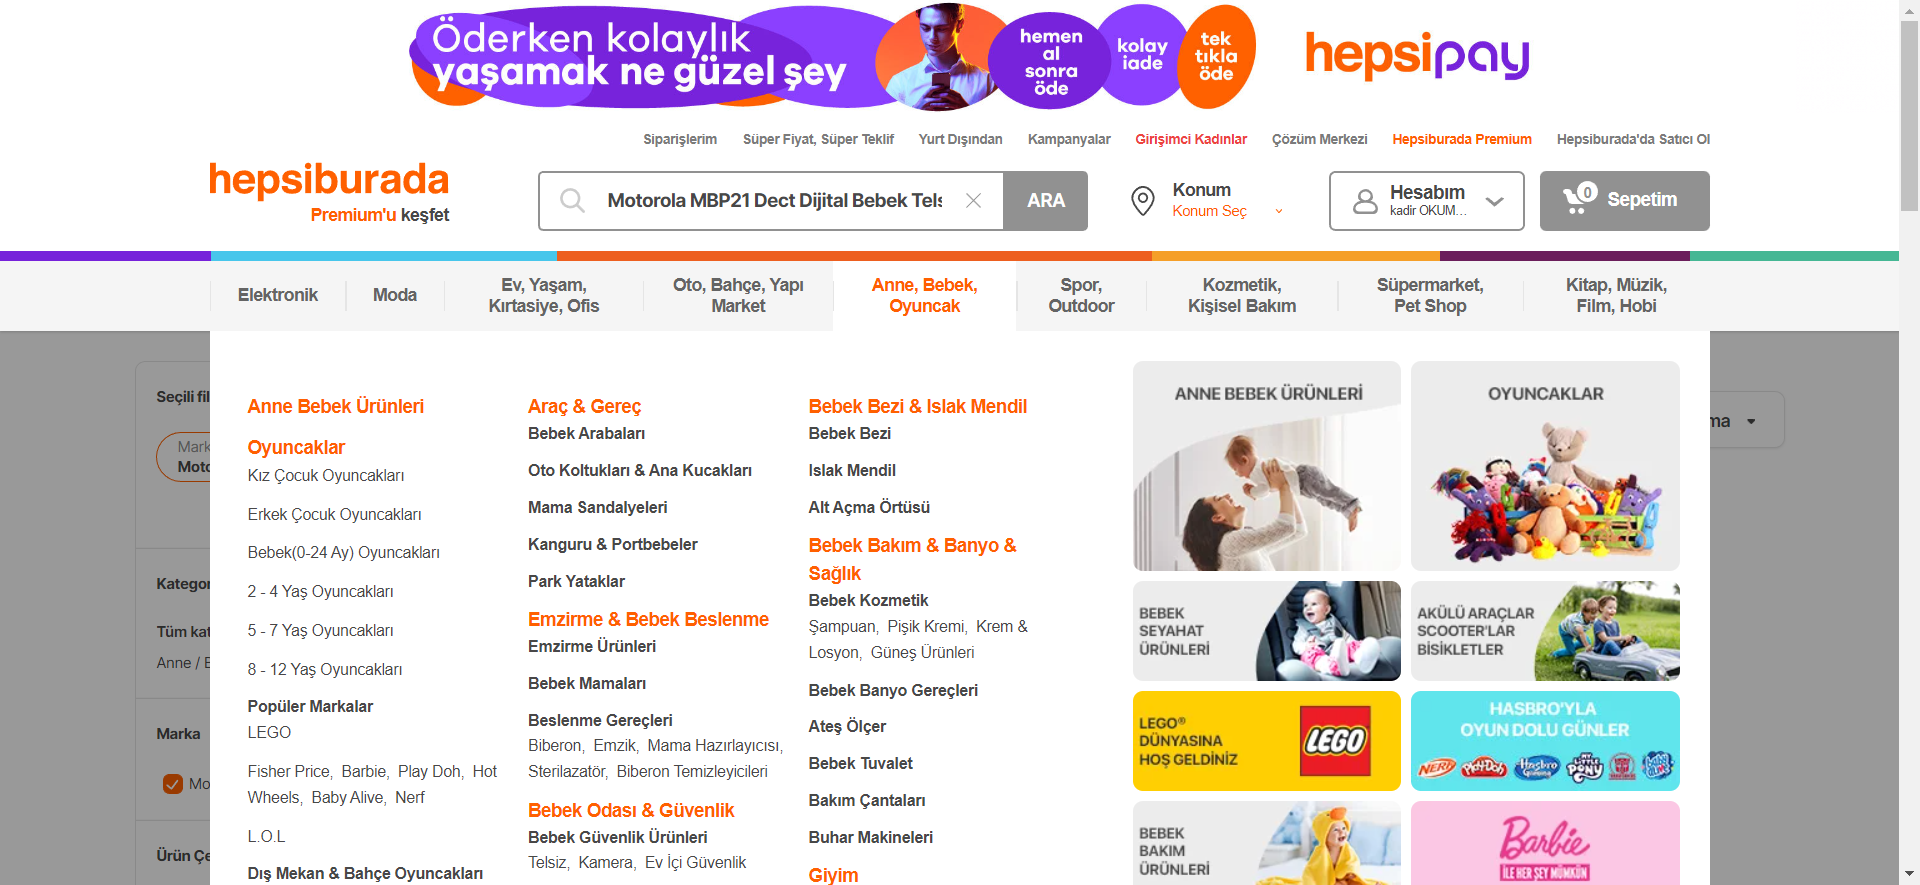 Öderken kolaylık
yaşamak ne güzel şey
hemen
al
sonra
öde
kolay
iade
tek
tıkla
öde
hepsipay
Siparişlerim Süper Fiyat, Süper Teklif Yurt Dışından Kampanyalar Girişimci Kadınlar Çözüm Merkezi Hepsiburada Premium Hepsiburada'da Satıcı Ol
hepsiburada
Premium'u keşfet
Motorola MBP21 Dect Dijital Bebek Tels
ARA
Konum
Konum Seç
Hesabım
kadir OKUM...
0
Sepetim
Elektronik
Moda
Ev, Yaşam,
Kırtasiye, Ofis
Oto, Bahçe, Yapı
Market
Anne, Bebek,
Oyuncak
Spor,
Outdoor
Kozmetik,
Kişisel Bakım
Süpermarket,
Pet Shop
Kitap, Müzik,
Film, Hobi
Seçili fil
Mark
Moto
Kategor
Tüm kat
Anne / B
Marka
Mo
Ürün Çe
Anne Bebek Ürünleri
Oyuncaklar
Kız Çocuk Oyuncakları
Erkek Çocuk Oyuncakları
Bebek(0-24 Ay) Oyuncakları
2 - 4 Yaş Oyuncakları
5 - 7 Yaş Oyuncakları
8 - 12 Yaş Oyuncakları
Popüler Markalar
LEGO
Fisher Price, Barbie, Play Doh, Hot
Wheels, Baby Alive, Nerf
L.O.L
Dış Mekan & Bahçe Oyuncakları
Araç & Gereç
Bebek Arabaları
Oto Koltukları & Ana Kucakları
Mama Sandalyeleri
Kanguru & Portbebeler
Park Yataklar
Emzirme & Bebek Beslenme
Emzirme Ürünleri
Bebek Mamaları
Beslenme Gereçleri
Biberon, Emzik, Mama Hazırlayıcısı,
Sterilazatör, Biberon Temizleyicileri
Bebek Odası & Güvenlik
Bebek Güvenlik Ürünleri
Telsiz, Kamera, Ev İçi Güvenlik
Bebek Bezi & Islak Mendil
Bebek Bezi
Islak Mendil
Alt Açma Örtüsü
Bebek Bakım & Banyo &
Sağlık
Bebek Kozmetik
Şampuan, Pişik Kremi, Krem &
Losyon, Güneş Ürünleri
Bebek Banyo Gereçleri
Ateş Ölçer
Bebek Tuvalet
Bakım Çantaları
Buhar Makineleri
Giyim
ANNE BEBEK ÜRÜNLERİ
OYUNCAKLAR
BEBEK
SEYAHAT
ÜRÜNLERİ
AKÜLÜ ARAÇLAR
SCOOTER'LAR
BİSİKLETLER
LEGO®
DÜNYASINA
HOŞ GELDİNİZ
LEGO
HASBRO'YLA
OYUN DOLU GÜNLER
NERF Play-Doh Hasbro Gaming MY LITTLE PONY baby alive
BEBEK
BAKIM
ÜRÜNLERİ
Barbie
İLE HER ŞEY MÜMKÜN
ma